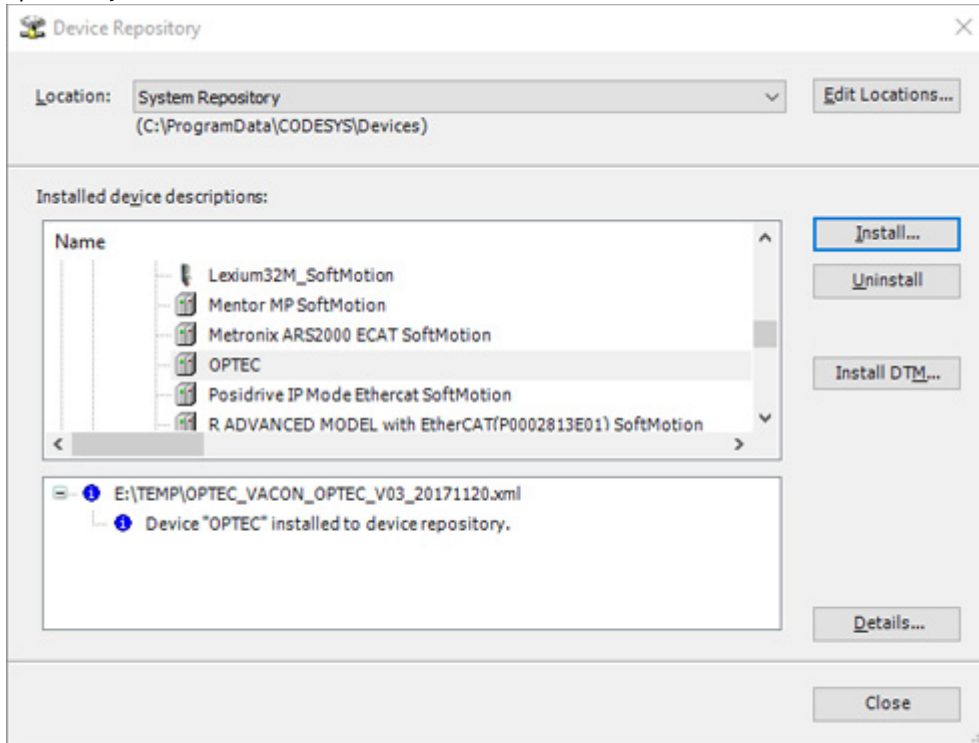 Device Repository
Location: System Repository Edit Locations...
(C:\ProgramData\CODESYS\Devices)
Installed device descriptions:
Name Install...
Lexium32M_SoftMotion
Uninstall
Mentor MP SoftMotion
Metronix ARS2000 ECAT SoftMotion
OPTEC Install DTM...
Posidrive IP Mode Ethercat SoftMotion
R ADVANCED MODEL with EtherCAT(P0002813E01) SoftMotion
E:\TEMP\OPTEC_VACON_OPTEC_V03_20171120.xml
Device "OPTEC" installed to device repository.
Details...
Close